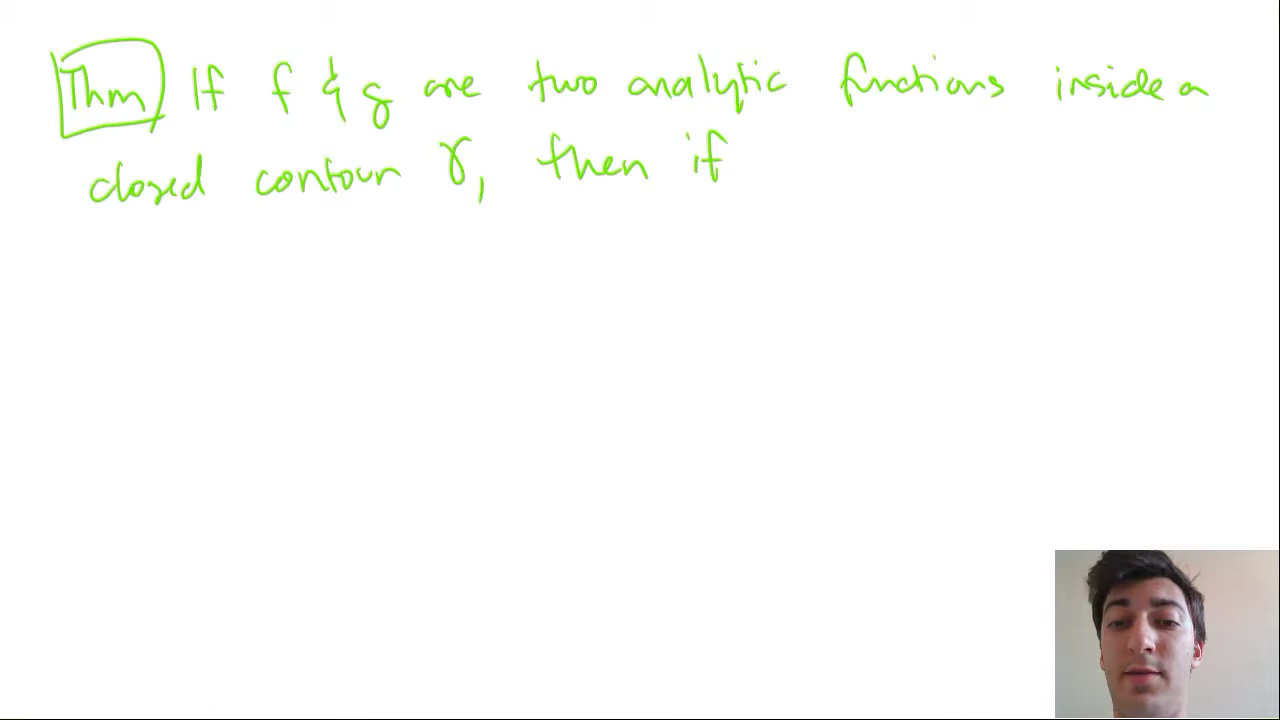 Thm If f & g are two analytic functions inside a
closed contour γ, then if